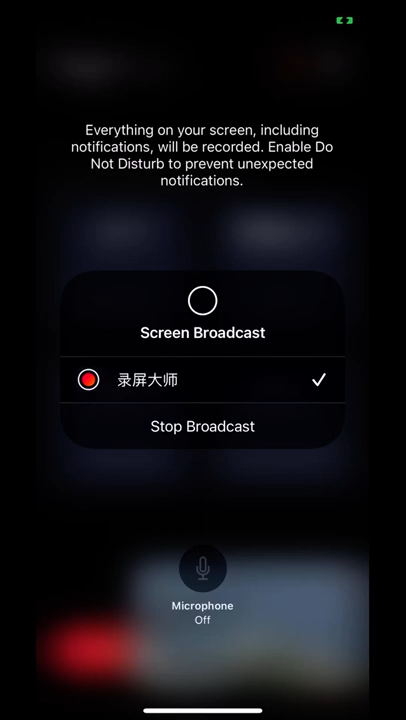 Everything on your screen, including
notifications, will be recorded. Enable Do
Not Disturb to prevent unexpected
notifications.
Screen Broadcast
录屏大师
Stop Broadcast
Microphone
Off